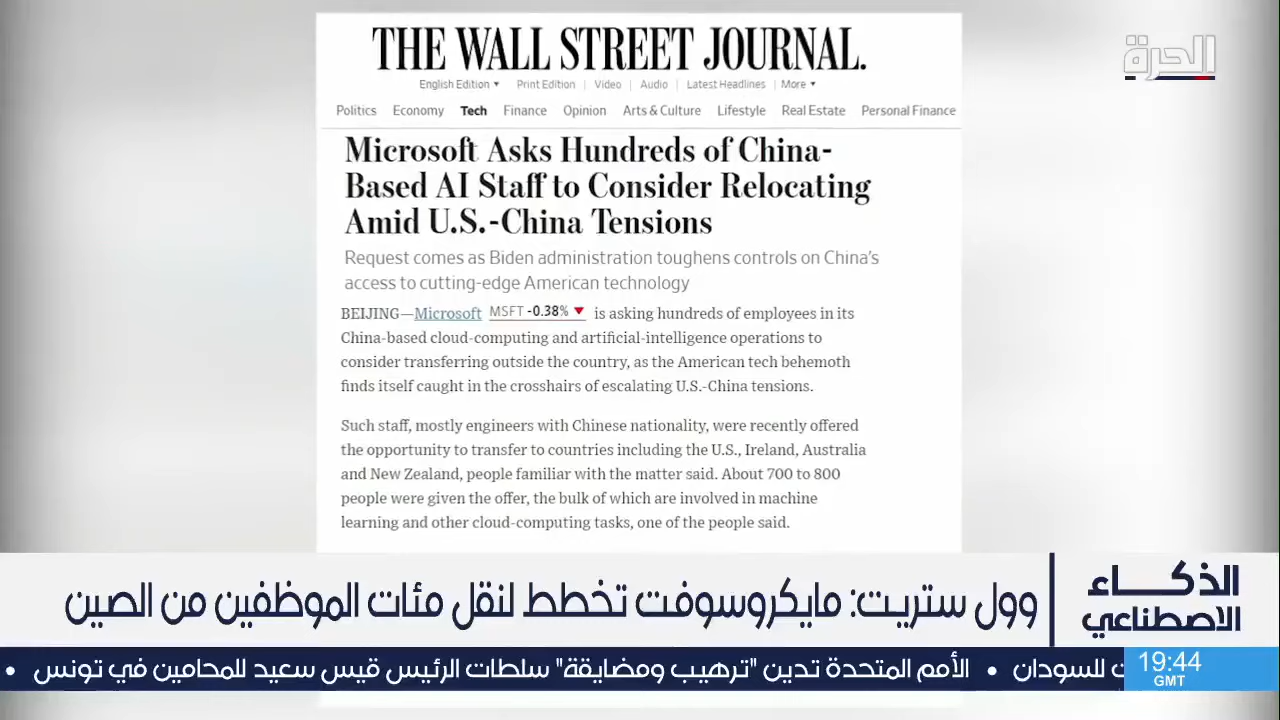 THE WALL STREET JOURNAL.
الحرة
English Edition ▾ | Print Edition | Video | Audio | Latest Headlines | More ▾
Politics Economy Tech Finance Opinion Arts & Culture Lifestyle Real Estate Personal Finance
Microsoft Asks Hundreds of China-
Based AI Staff to Consider Relocating
Amid U.S.-China Tensions
Request comes as Biden administration toughens controls on China's
access to cutting-edge American technology
BEIJING—Microsoft MSFT -0.38% ▼ is asking hundreds of employees in its
China-based cloud-computing and artificial-intelligence operations to
consider transferring outside the country, as the American tech behemoth
finds itself caught in the crosshairs of escalating U.S.-China tensions.
Such staff, mostly engineers with Chinese nationality, were recently offered
the opportunity to transfer to countries including the U.S., Ireland, Australia
and New Zealand, people familiar with the matter said. About 700 to 800
people were given the offer, the bulk of which are involved in machine
learning and other cloud-computing tasks, one of the people said.
الذكاء
الاصطناعي
وول ستريت: مايكروسوفت تخطط لنقل مئات الموظفين من الصين
للسودان • الأمم المتحدة تدين "ترهيب ومضايقة" سلطات الرئيس قيس سعيد للمحامين في تونس •
19:44
GMT